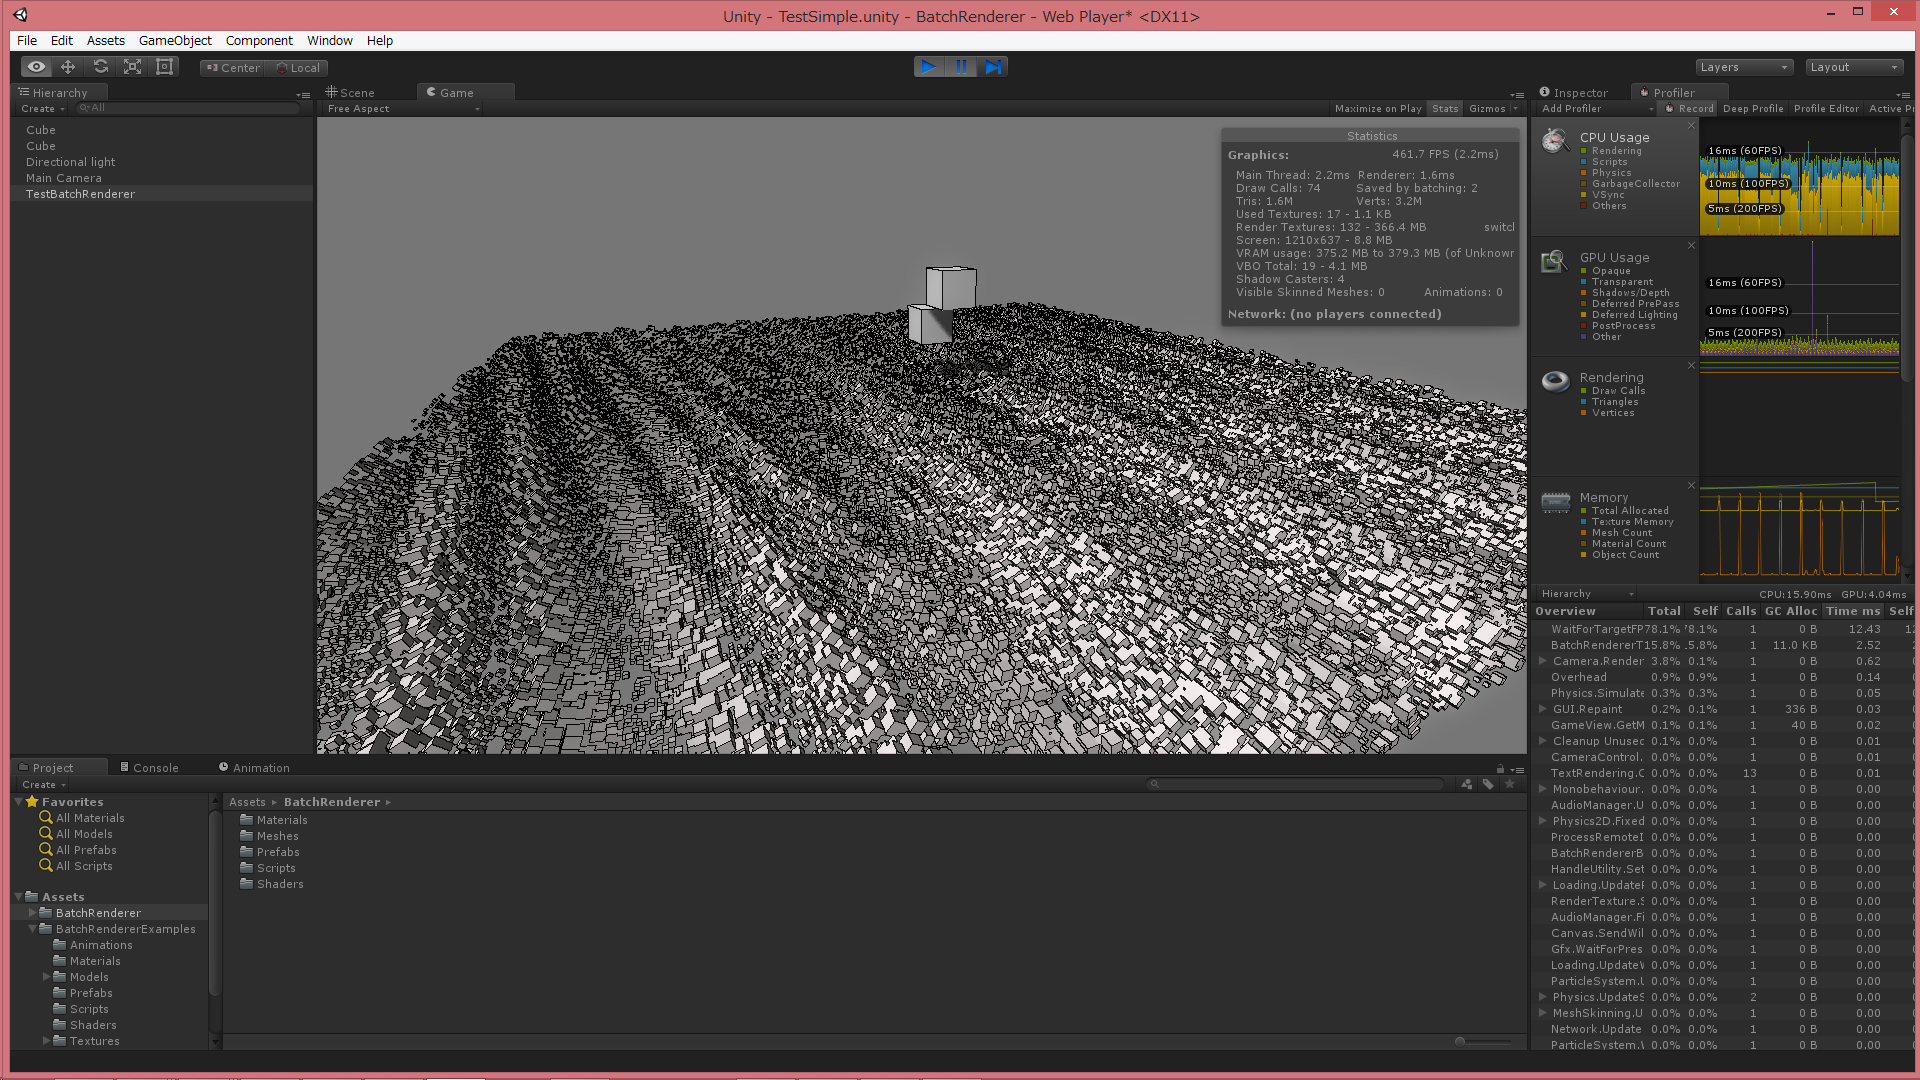 Unity - TestSimple.unity - BatchRenderer - Web Player* <DX11>
File Edit Assets GameObject Component Window Help
Center Local
Layers Layout
Hierarchy
Create All
Cube
Cube
Directional light
Main Camera
TestBatchRenderer
Scene Game
Free Aspect Maximize on Play Stats Gizmos
Statistics
Graphics: 461.7 FPS (2.2ms)
Main Thread: 2.2ms Renderer: 1.6ms
Draw Calls: 74 Saved by batching: 2
Tris: 1.6M Verts: 3.2M
Used Textures: 17 - 1.1 KB
Render Textures: 132 - 366.4 MB switcl
Screen: 1210x637 - 8.8 MB
VRAM usage: 375.2 MB to 379.3 MB (of Unknowr
VBO Total: 19 - 4.1 MB
Shadow Casters: 4
Visible Skinned Meshes: 0 Animations: 0
Network: (no players connected)
Inspector Profiler
Add Profiler Record Deep Profile Profile Editor Active Pr
CPU Usage
Rendering
Scripts
Physics
GarbageCollector
VSync
Others
16ms (60FPS)
10ms (100FPS)
5ms (200FPS)
GPU Usage
Opaque
Transparent
Shadows/Depth
Deferred PrePass
Deferred Lighting
PostProcess
Other
16ms (60FPS)
10ms (100FPS)
5ms (200FPS)
Rendering
Draw Calls
Triangles
Vertices
Memory
Total Allocated
Texture Memory
Mesh Count
Material Count
Object Count
Hierarchy CPU:15.90ms GPU:4.04ms
Overview Total Self Calls GC Alloc Time ms Self
WaitForTargetFP 78.1% 78.1% 1 0 B 12.43 12
BatchRendererT 15.8% .5.8% 1 11.0 KB 2.52
Camera.Render 3.8% 0.1% 1 0 B 0.62
Overhead 0.9% 0.9% 1 0 B 0.14
Physics.Simulate 0.3% 0.3% 1 0 B 0.05
GUI.Repaint 0.2% 0.1% 1 336 B 0.03
GameView.GetM 0.1% 0.1% 1 40 B 0.02
Cleanup Unusec 0.1% 0.0% 1 0 B 0.01
CameraControl. 0.0% 0.0% 1 0 B 0.01
TextRendering.C 0.0% 0.0% 13 0 B 0.01
Monobehaviour. 0.0% 0.0% 1 0 B 0.00
AudioManager.U 0.0% 0.0% 1 0 B 0.00
Physics2D.Fixed 0.0% 0.0% 1 0 B 0.00
ProcessRemoteI 0.0% 0.0% 1 0 B 0.00
BatchRendererB 0.0% 0.0% 1 0 B 0.00
HandleUtility.Set 0.0% 0.0% 1 0 B 0.00
Loading.UpdateF 0.0% 0.0% 1 0 B 0.00
RenderTexture.S 0.0% 0.0% 1 0 B 0.00
AudioManager.Fi 0.0% 0.0% 1 0 B 0.00
Canvas.SendWil 0.0% 0.0% 1 0 B 0.00
Gfx.WaitForPres 0.0% 0.0% 1 0 B 0.00
Loading.UpdateV 0.0% 0.0% 1 0 B 0.00
ParticleSystem.U 0.0% 0.0% 1 0 B 0.00
Physics.UpdateS 0.0% 0.0% 2 0 B 0.00
MeshSkinning.U 0.0% 0.0% 1 0 B 0.00
Network.Update 0.0% 0.0% 1 0 B 0.00
ParticleSystem.\ 0.0% 0.0% 1 0 B 0.00
Project Console Animation
Create
Favorites
All Materials
All Models
All Prefabs
All Scripts
Assets
BatchRenderer
BatchRendererExamples
Animations
Materials
Models
Prefabs
Scripts
Shaders
Textures
Assets BatchRenderer
Materials
Meshes
Prefabs
Scripts
Shaders